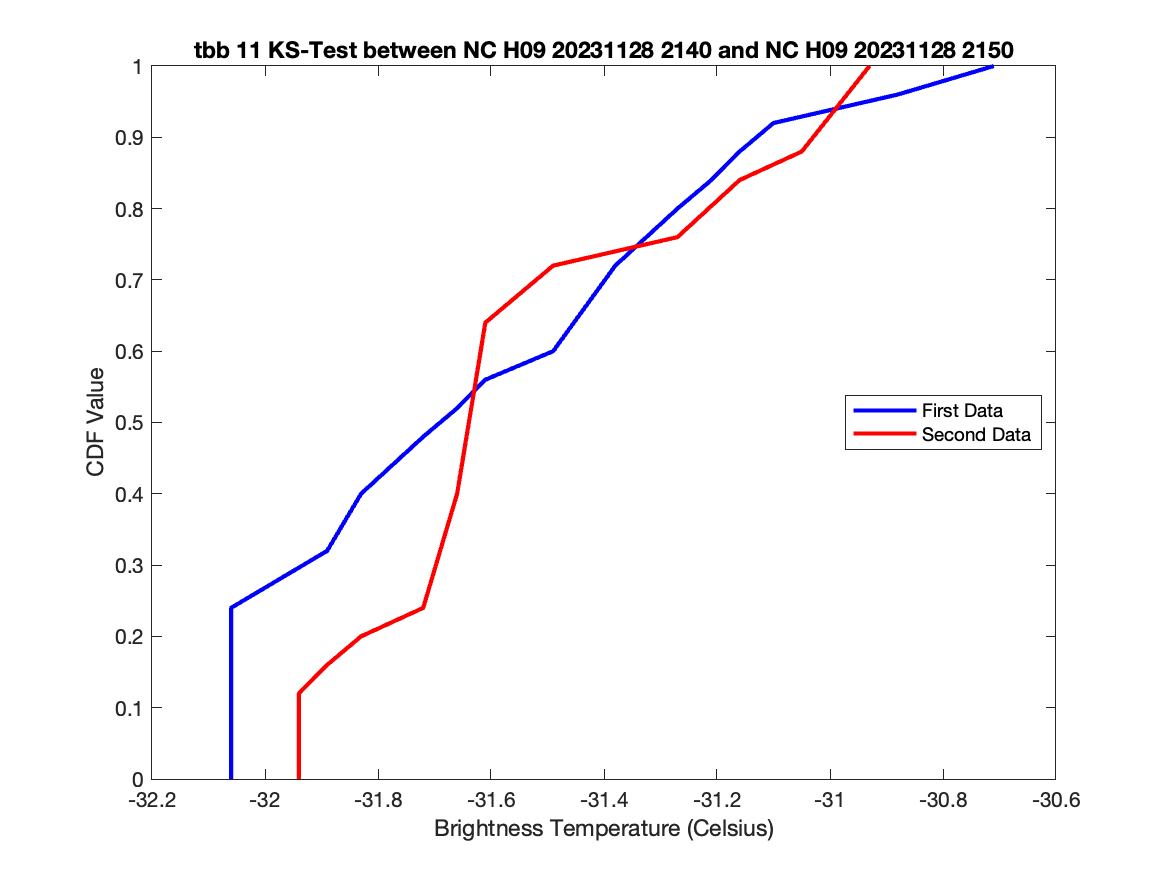 tbb 11 KS-Test between NC H09 20231128 2140 and NC H09 20231128 2150
1
0.9
0.8
0.7
0.6
0.5
0.4
0.3
0.2
0.1
0
CDF Value
First Data
Second Data
-32.2 -32 -31.8 -31.6 -31.4 -31.2 -31 -30.8 -30.6
Brightness Temperature (Celsius)